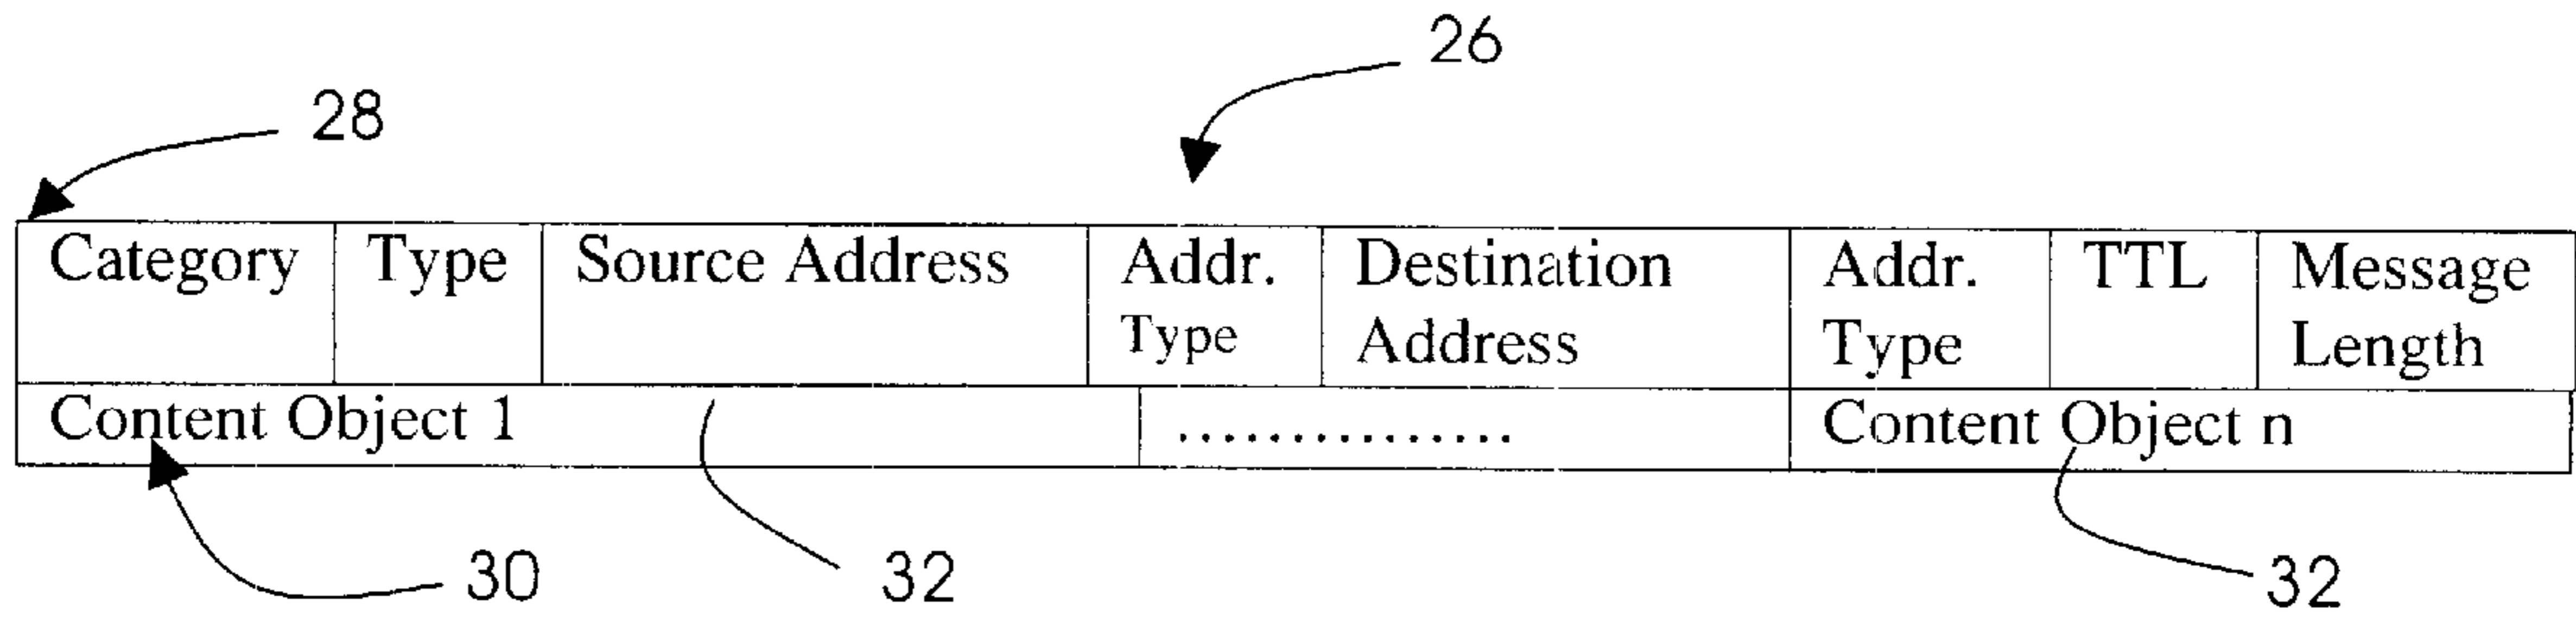 26
28
Category Type Source Address Addr. Destination Addr. TTL Message
Type Address Type Length
Content Object 1 ............... Content Object n
30 32 32